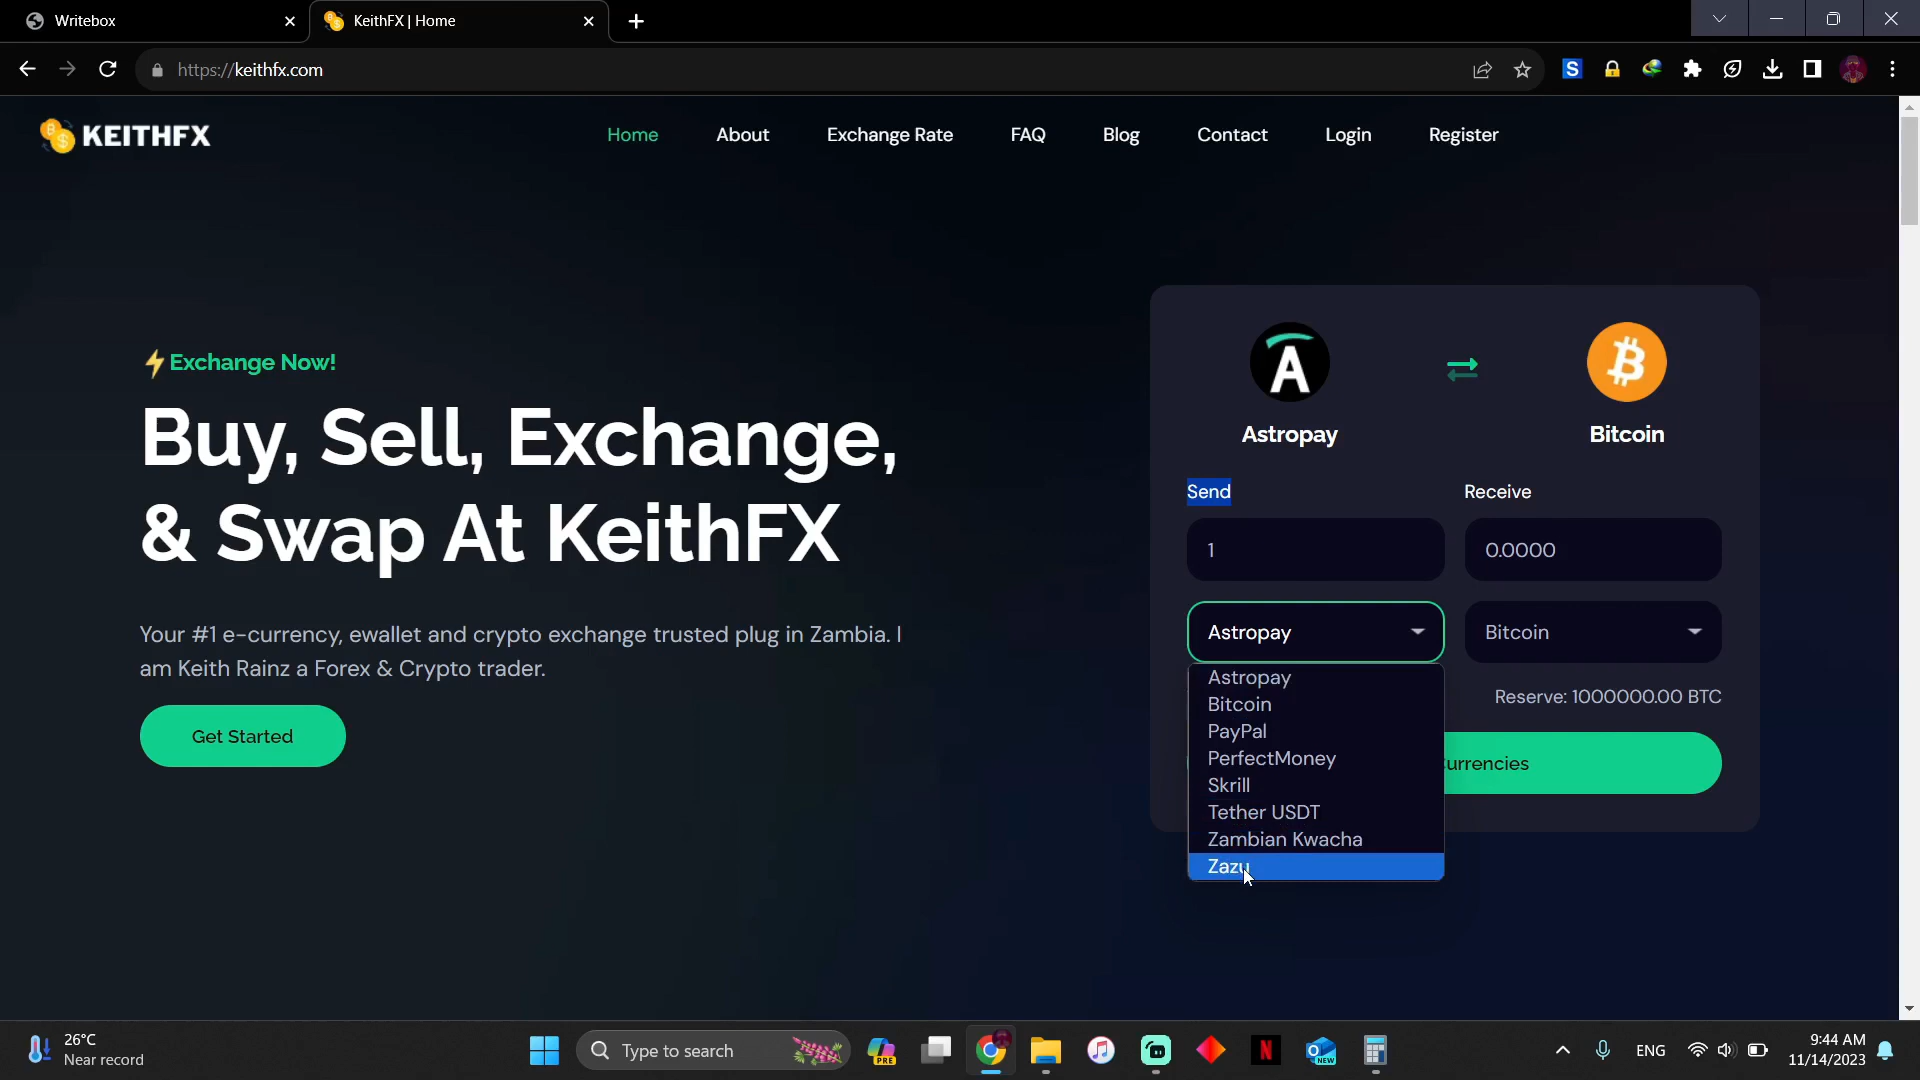 Writebox
KeithFX | Home
https://keithfx.com
KEITHFX
Home
About
Exchange Rate
FAQ
Blog
Contact
Login
Register
⚡Exchange Now!
Buy, Sell, Exchange,
& Swap At KeithFX
Your #1 e-currency, ewallet and crypto exchange trusted plug in Zambia. I
am Keith Rainz a Forex & Crypto trader.
Get Started
Astropay
Bitcoin
Send
Receive
1
0.0000
Astropay
Bitcoin
Astropay
Bitcoin
PayPal
PerfectMoney
Skrill
Tether USDT
Zambian Kwacha
Zazu
Reserve: 1000000.00 BTC
Currencies
26°C
Near record
Type to search
PRE
NEW
ENG
9:44 AM
11/14/2023